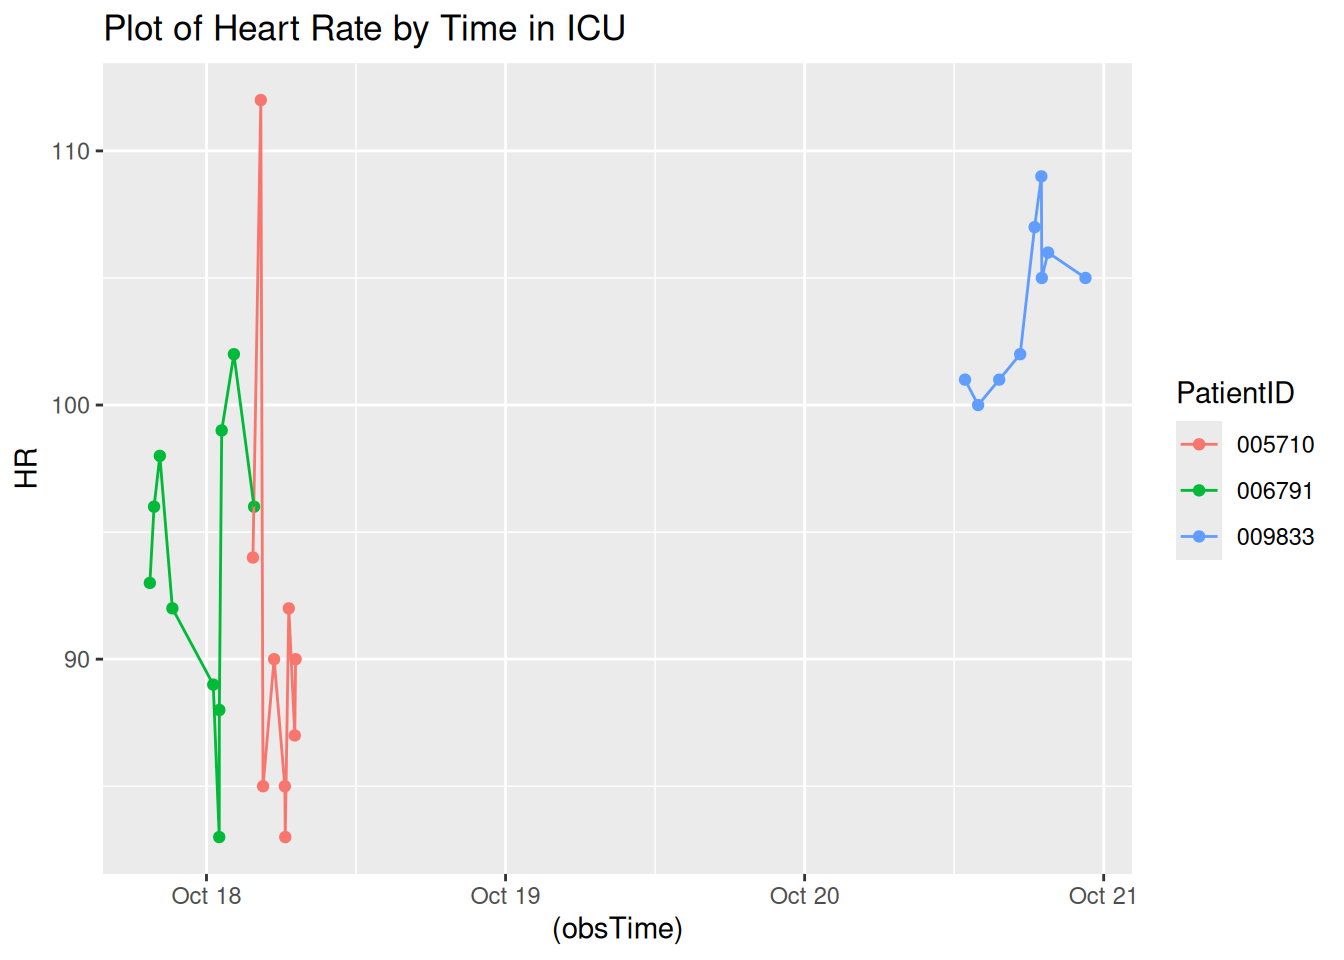 Plot of Heart Rate by Time in ICU
110
100
90
HR
Oct 18
Oct 19
Oct 20
Oct 21
(obsTime)
PatientID
005710
006791
009833